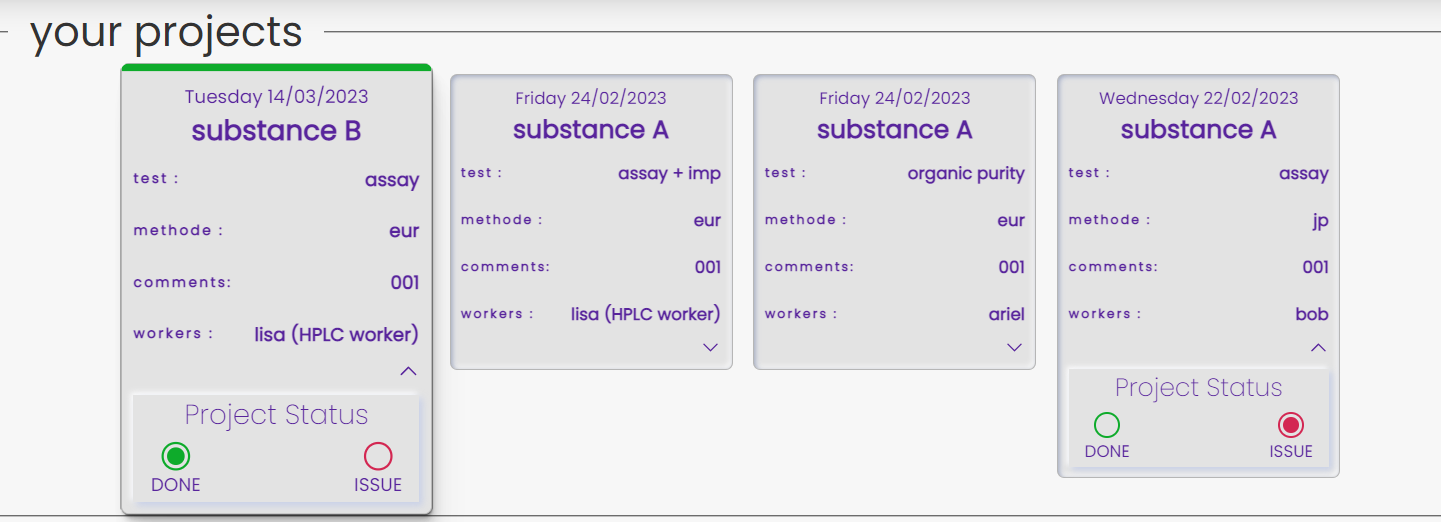 your projects
Tuesday 14/03/2023
substance B
test : assay
methode : eur
comments: 001
workers : lisa (HPLC worker)
Project Status
DONE ISSUE
Friday 24/02/2023
substance A
test : assay + imp
methode : eur
comments: 001
workers : lisa (HPLC worker)
Friday 24/02/2023
substance A
test : organic purity
methode : eur
comments: 001
workers : ariel
Wednesday 22/02/2023
substance A
test : assay
methode : jp
comments: 001
workers : bob
Project Status
DONE ISSUE